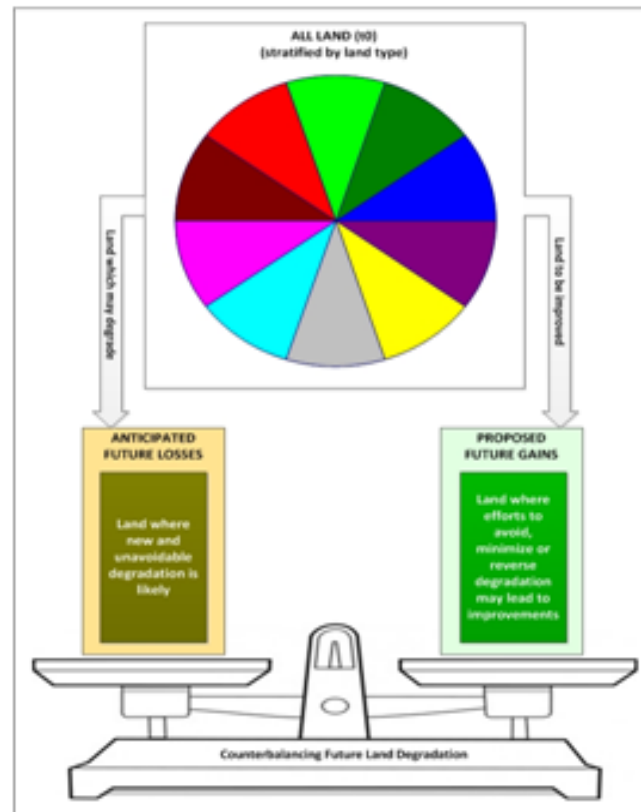 ALL LAND (t0)
(stratified by land type)
Land which may degrade
Land to be improved
ANTICIPATED
FUTURE LOSSES
Land where
new and
unavoidable
degradation is
likely
PROPOSED
FUTURE GAINS
Land where
efforts to
avoid,
minimize or
reverse
degradation
may lead to
improvements
Counterbalancing Future Land Degradation